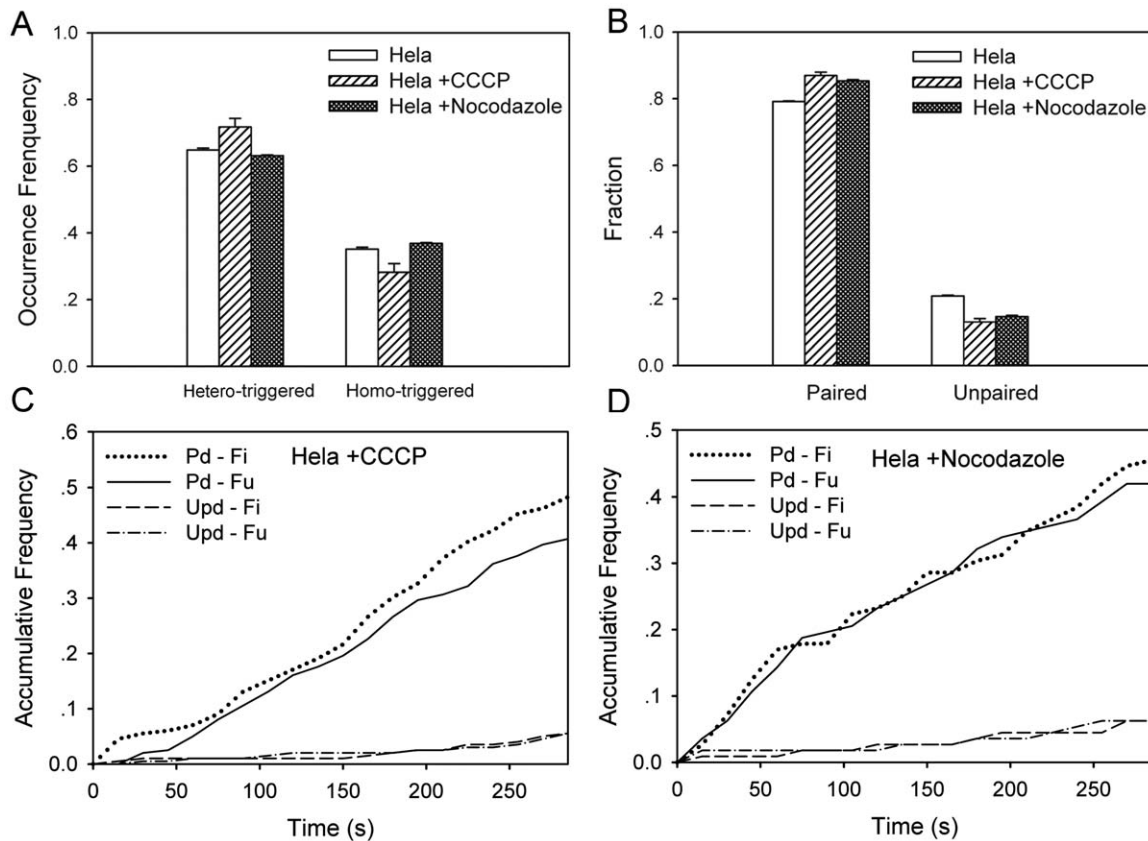 A
Occurrence Frenquency
1.0
.8
.6
.4
.2
0.0
Hela
Hela +CCCP
Hela +Nocodazole
Hetero-triggered
Homo-triggered
B
Fraction
1.0
.8
.6
.4
.2
0.0
Hela
Hela +CCCP
Hela +Nocodazole
Paired
Unpaired
C
Accumulative Frequency
.6
.5
.4
.3
.2
.1
0.0
Pd - Fi
Pd - Fu
Upd - Fi
Upd - Fu
Hela +CCCP
0 50 100 150 200 250
Time (s)
D
Accumulative Frequency
.5
.4
.3
.2
.1
0.0
Pd - Fi
Pd - Fu
Upd - Fi
Upd - Fu
Hela +Nocodazole
0 50 100 150 200 250
Time (s)